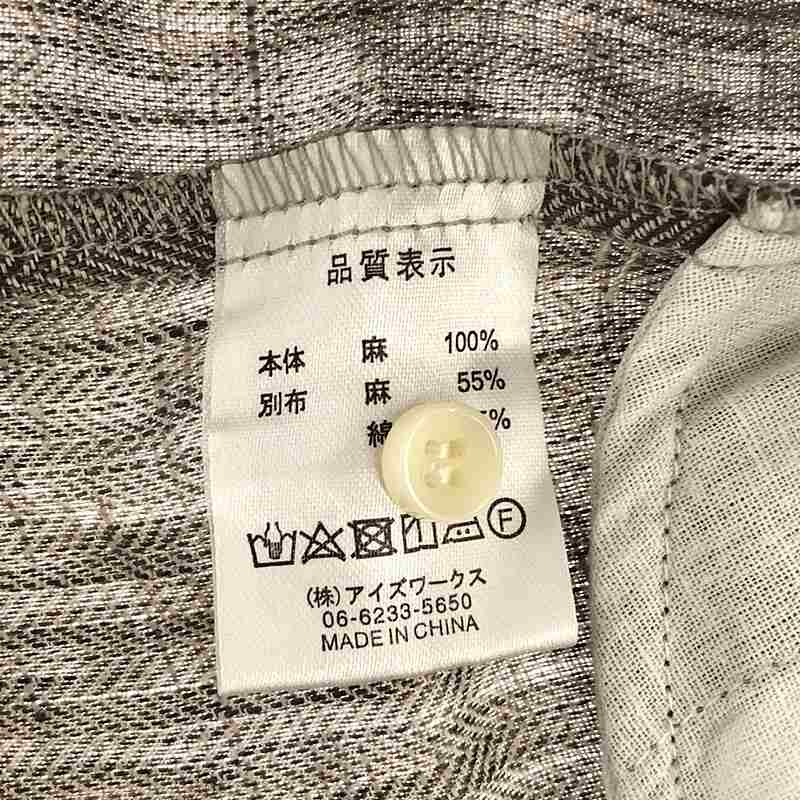 品質表示
本体 麻 100%
別布 麻 55%
綿 5%
F
(株)アイズワークス
06-6233-5650
MADE IN CHINA